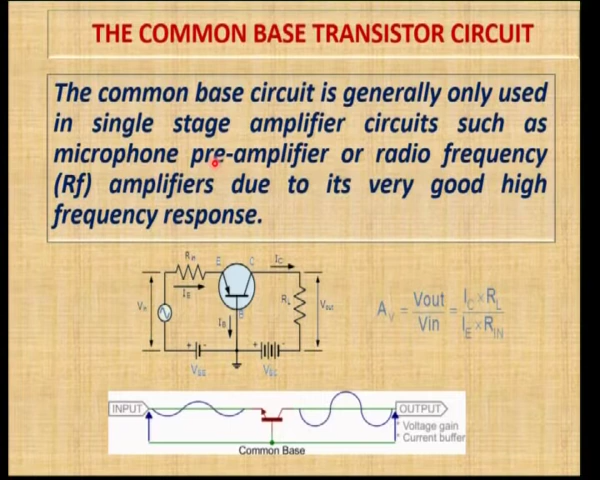 THE COMMON BASE TRANSISTOR CIRCUIT
The common base circuit is generally only used
in single stage amplifier circuits such as
microphone pre-amplifier or radio frequency
(Rf) amplifiers due to its very good high
frequency response.
Rin E C IC
IE
Vin RL Vout
IB B
+ - + -
VBE
AV = Vout / Vin = IC × RL / IE × RIN
INPUT OUTPUT
* Voltage gain
* Current buffer
Common Base